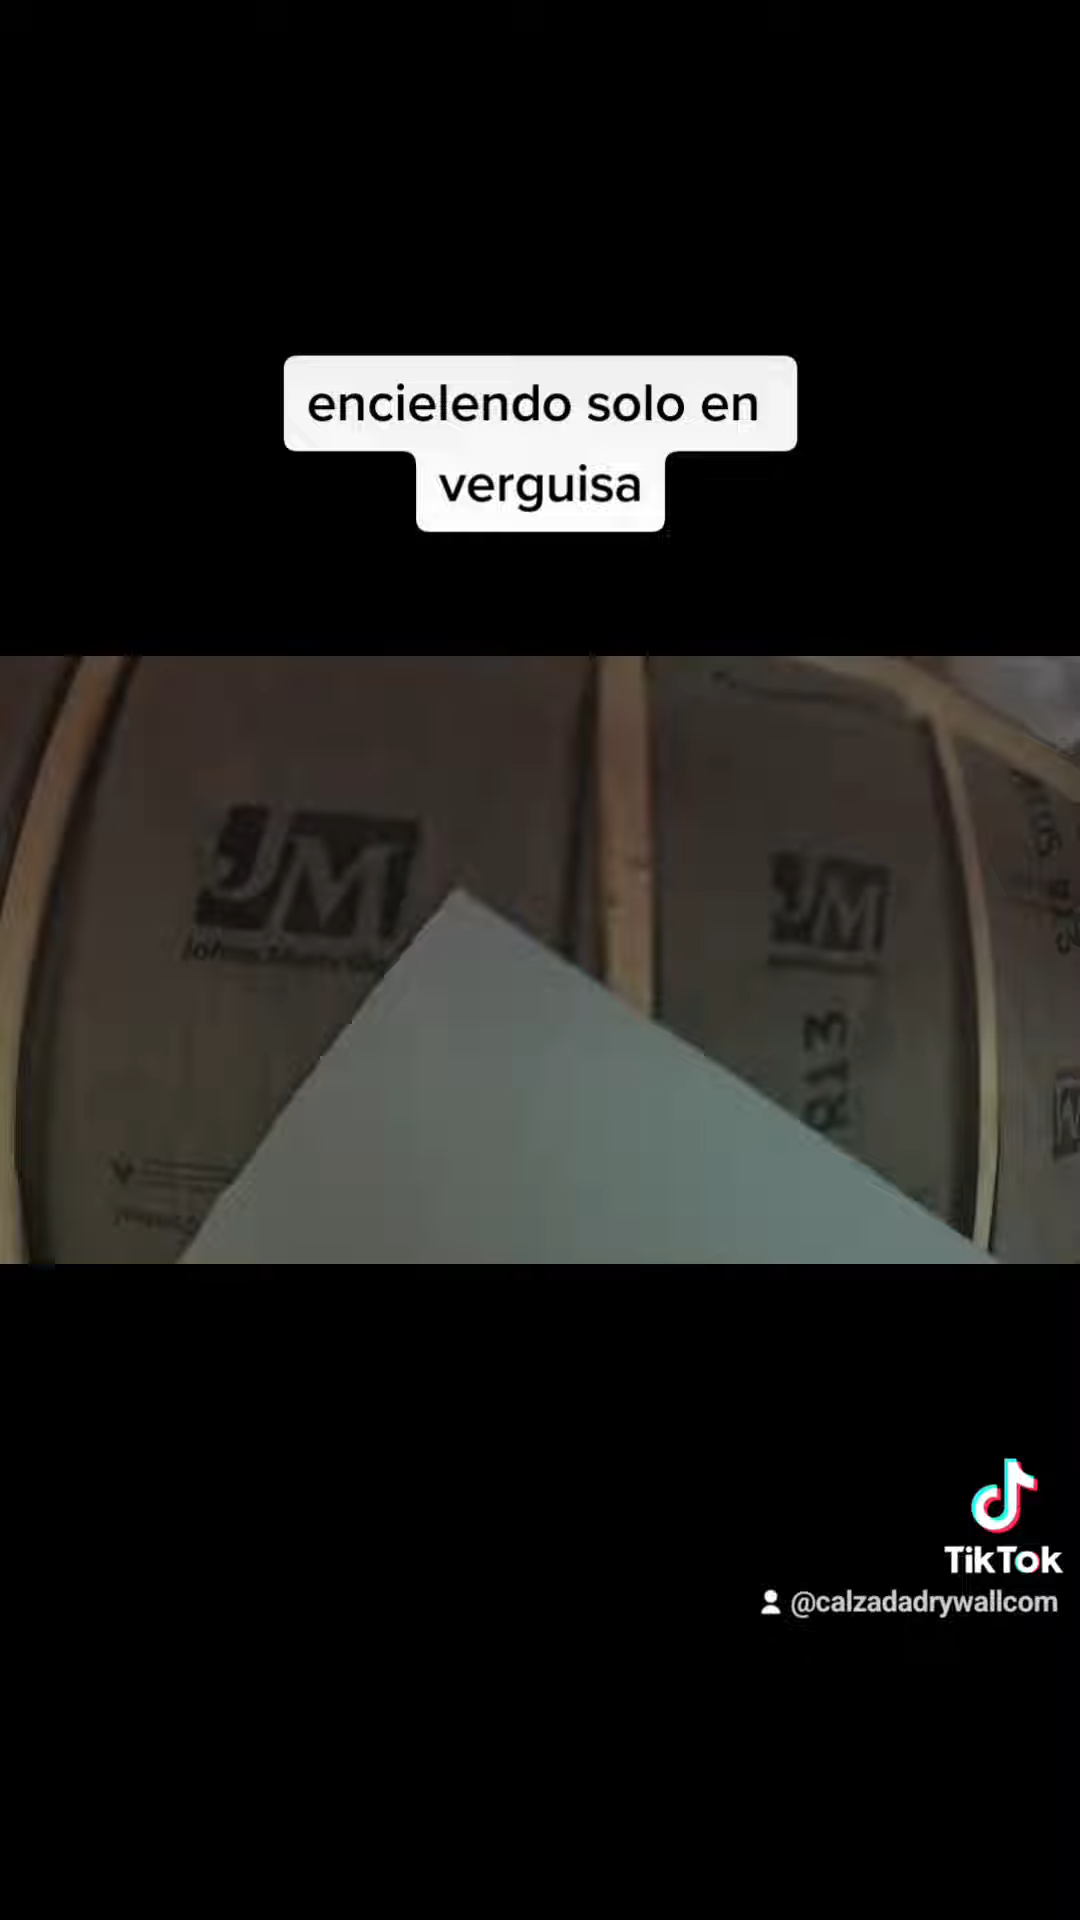 encielendo solo en
verguisa
JM
JM
R13
TikTok
@calzadadrywallcom